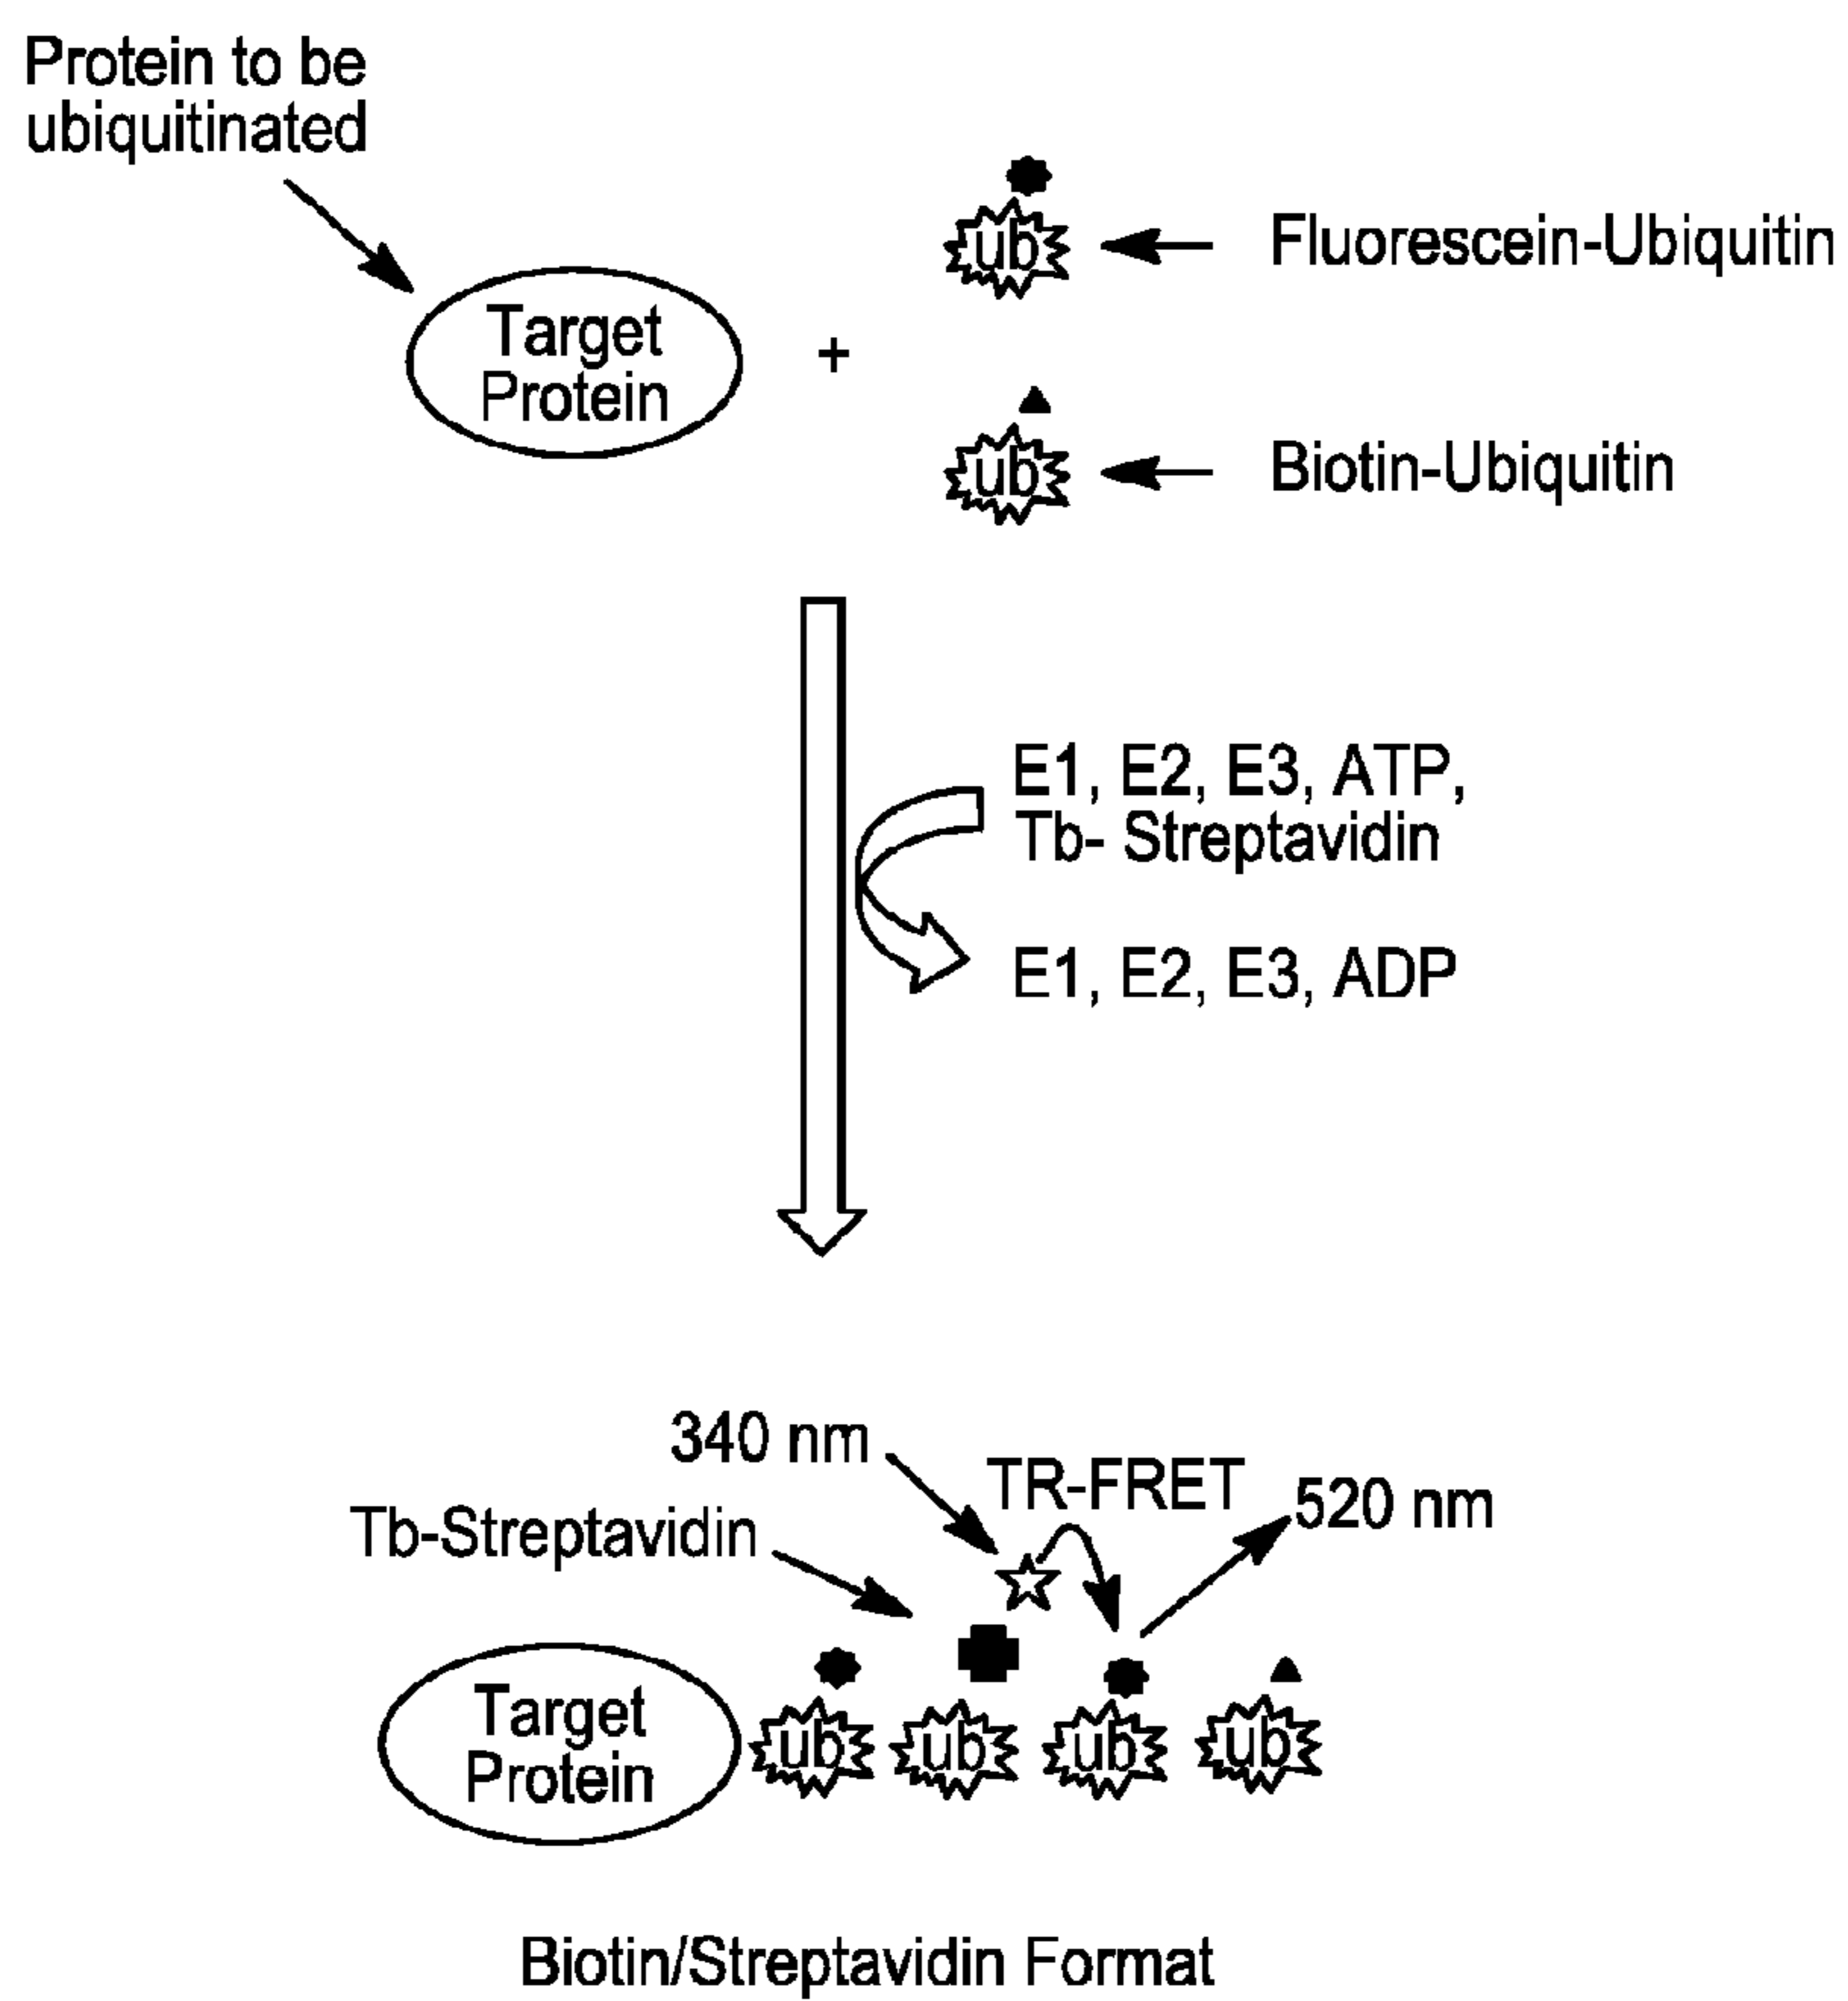 Protein to be
ubiquitinated
Target
Protein
+
ub
Fluorescein-Ubiquitin
ub
Biotin-Ubiquitin
E1, E2, E3, ATP,
Tb- Streptavidin
E1, E2, E3, ADP
340 nm
TR-FRET
520 nm
Tb-Streptavidin
Target
Protein
ub
ub
ub
ub
Biotin/Streptavidin Format